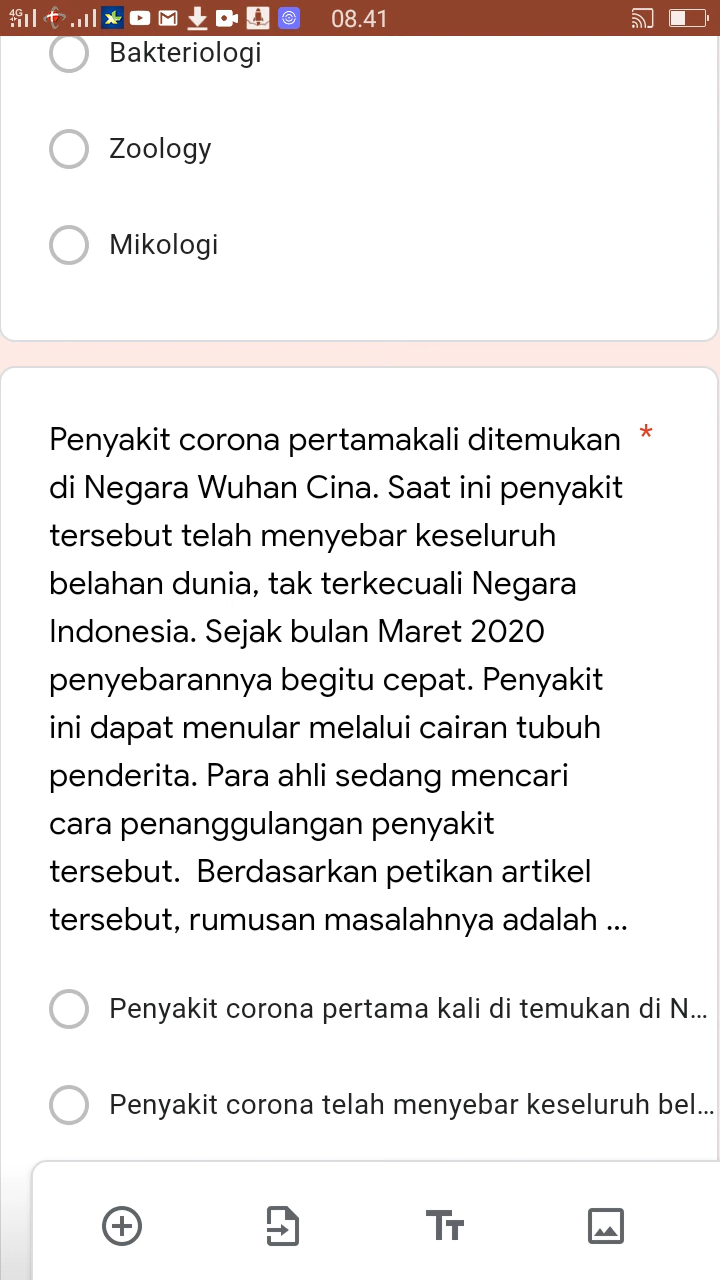 4G 08.41
Bakteriologi
Zoology
Mikologi
Penyakit corona pertamakali ditemukan *
di Negara Wuhan Cina. Saat ini penyakit
tersebut telah menyebar keseluruh
belahan dunia, tak terkecuali Negara
Indonesia. Sejak bulan Maret 2020
penyebarannya begitu cepat. Penyakit
ini dapat menular melalui cairan tubuh
penderita. Para ahli sedang mencari
cara penanggulangan penyakit
tersebut. Berdasarkan petikan artikel
tersebut, rumusan masalahnya adalah ...
Penyakit corona pertama kali di temukan di N...
Penyakit corona telah menyebar keseluruh bel...
Tт